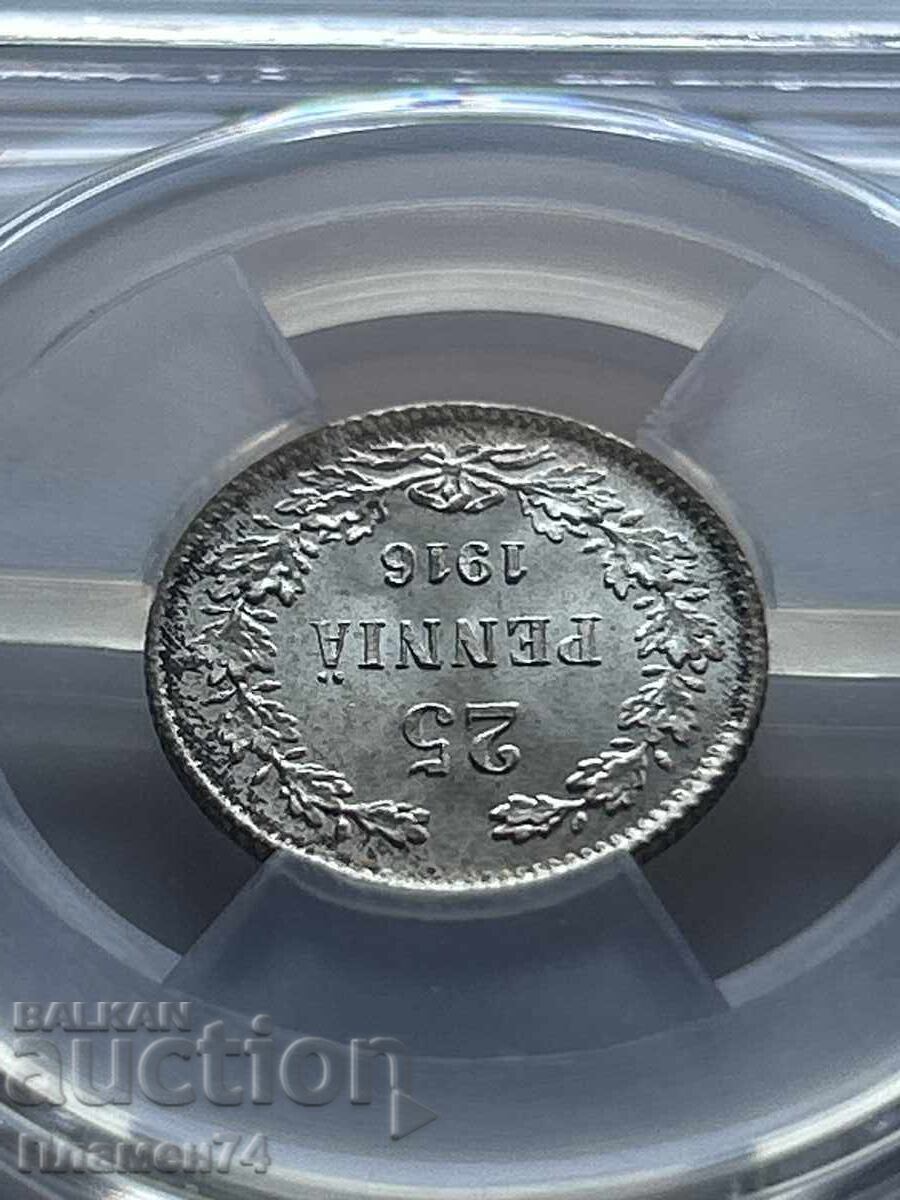 25
PENNIÄ
1916
BALKAN
auction
Пламен74